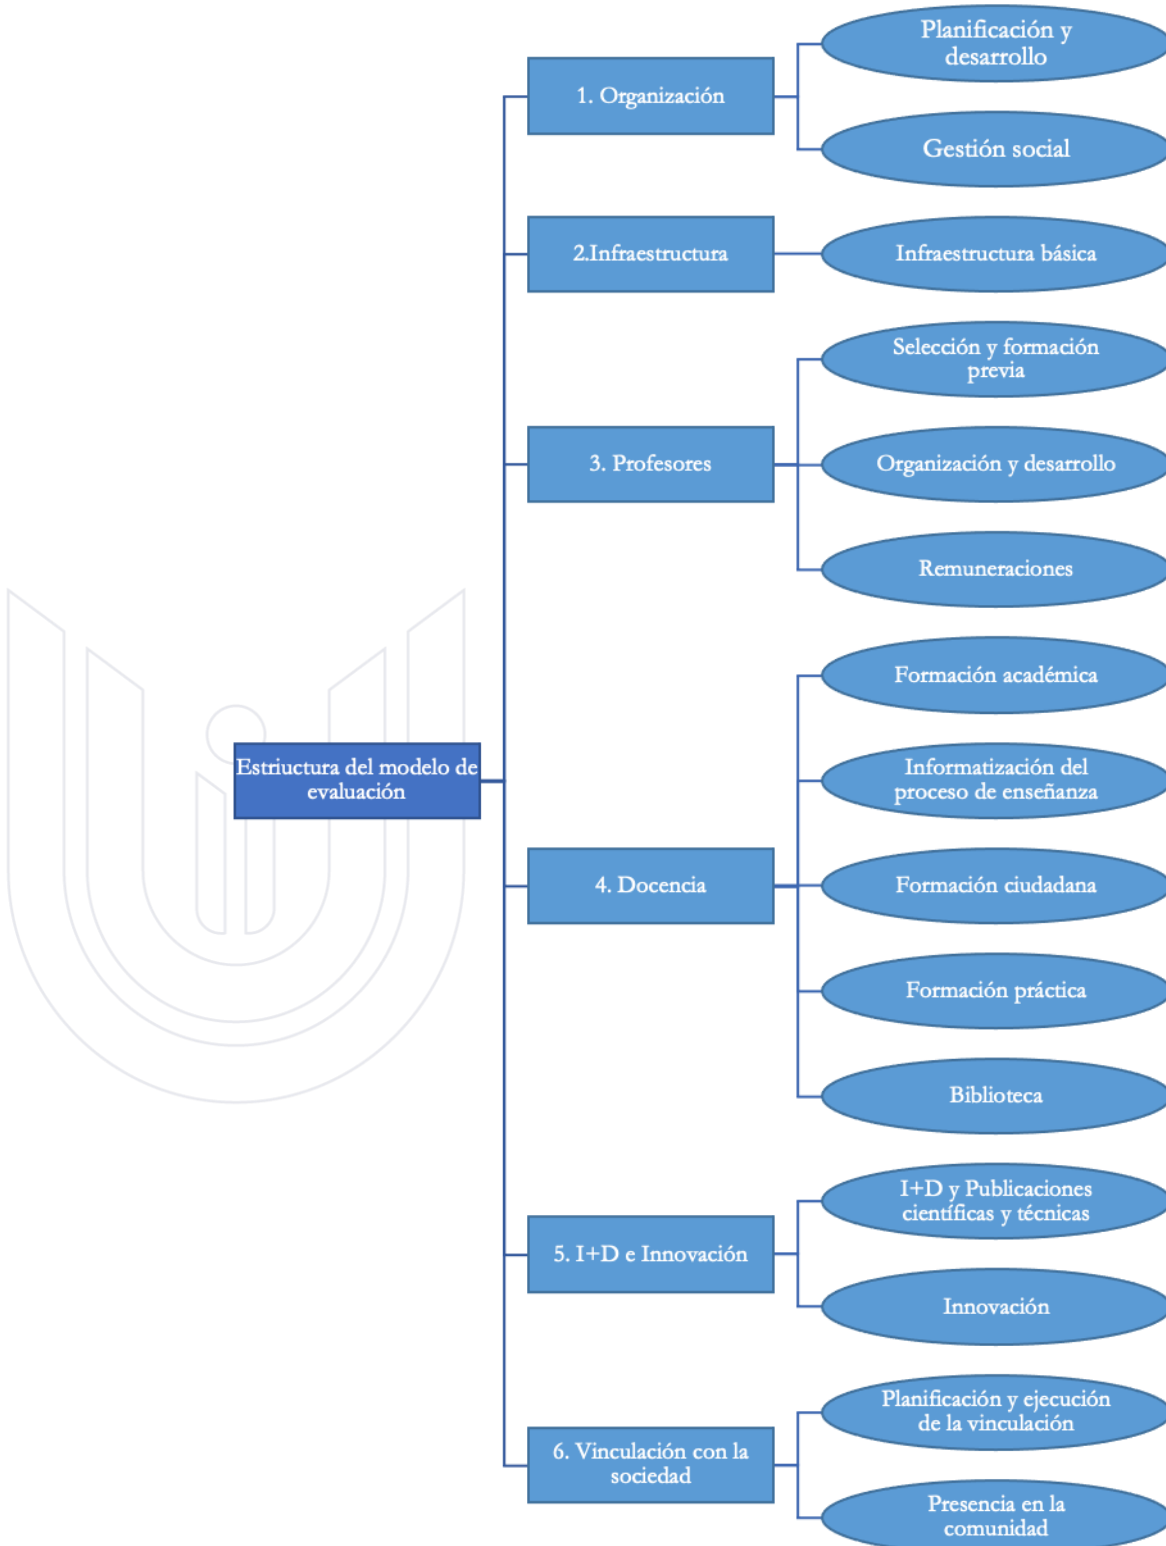 Estriuctura del modelo de
evaluación
1. Organización
Planificación y
desarrollo
Gestión social
2.Infraestructura
Infraestructura básica
3. Profesores
Selección y formación
previa
Organización y desarrollo
Remuneraciones
4. Docencia
Formación académica
Informatización del
proceso de enseñanza
Formación ciudadana
Formación práctica
Biblioteca
5. I+D e Innovación
I+D y Publicaciones
científicas y técnicas
Innovación
6. Vinculación con la
sociedad
Planificación y ejecución
de la vinculación
Presencia en la
comunidad